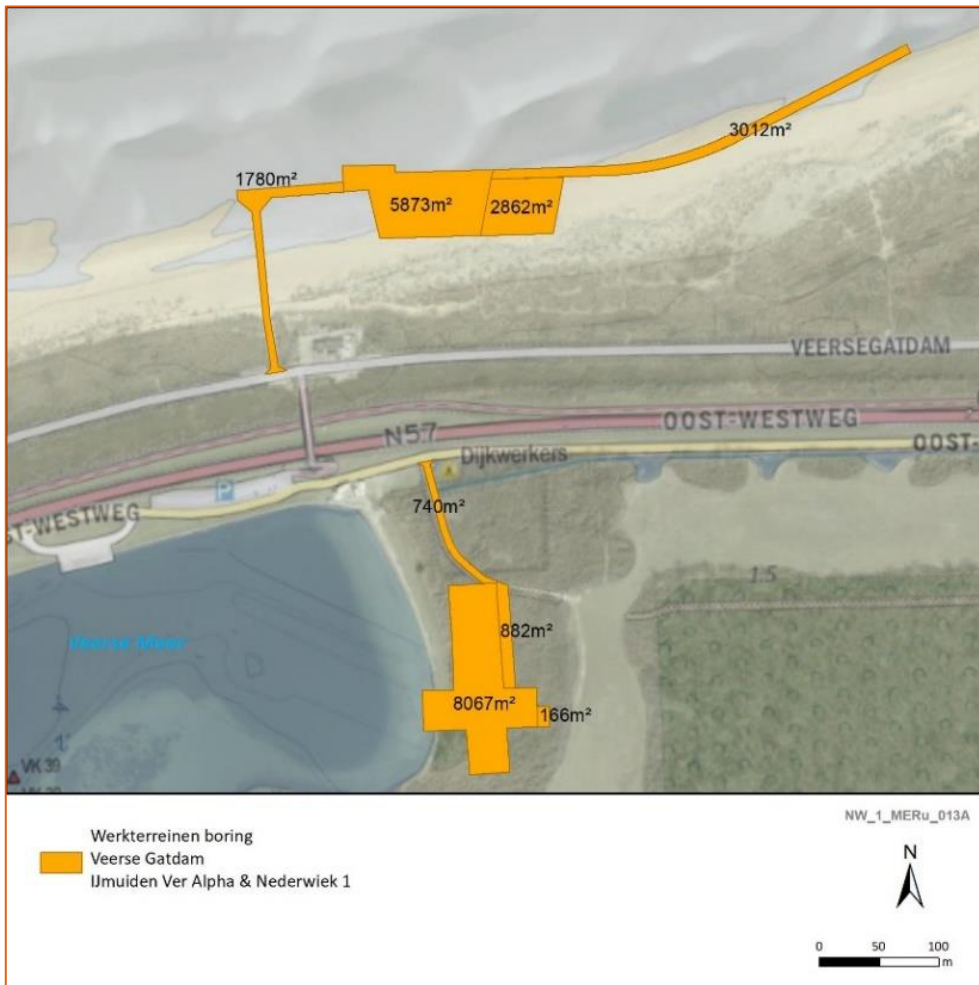 3012m²
1780m²
5873m²
2862m²
VEERSEGATDAM
OOST-WESTWEG
N57
OOST-
Dijkwerkers
P
740m²
ST-WESTWEG
1.5
882m²
Veerse Meer
8067m²
166m²
VK 39
NW_1_MERu_013A
Werkterreinen boring
Veerse Gatdam
IJmuiden Ver Alpha & Nederwiek 1
N
0 50 100
m